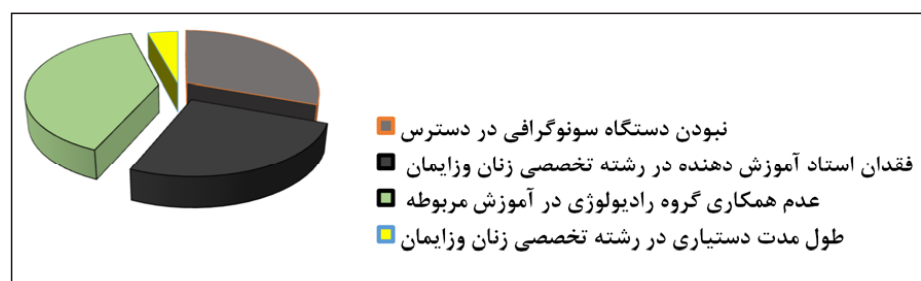 نبودن دستگاه سونوگرافی در دسترس
فقدان استاد آموزش دهنده در رشته تخصصی زنان وزایمان
عدم همکاری گروه رادیولوژی در آموزش مربوطه
طول مدت دستیاری در رشته تخصصی زنان وزایمان